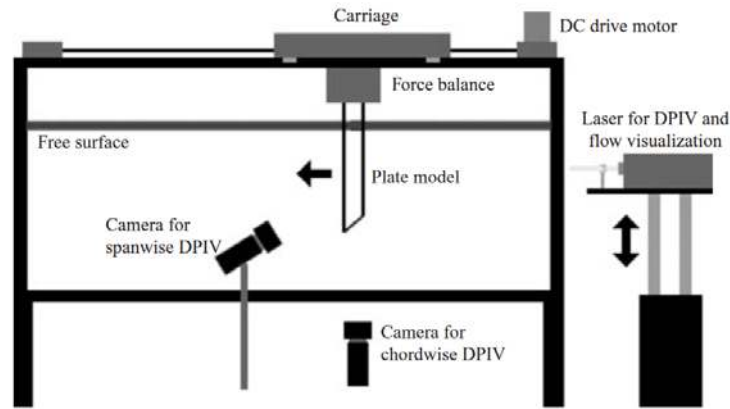 Carriage
DC drive motor
Force balance
Free surface
Plate model
Laser for DPIV and
flow visualization
Camera for
spanwise DPIV
Camera for
chordwise DPIV